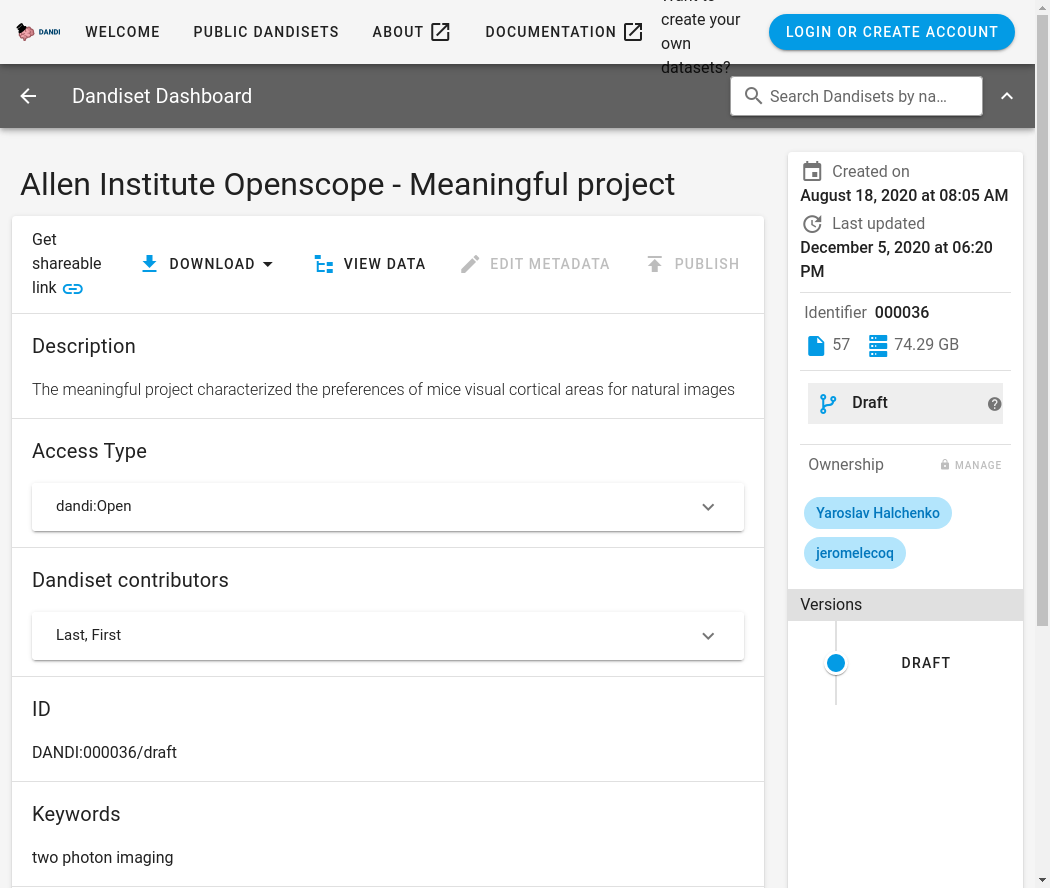 DANDI
WELCOME
PUBLIC DANDISETS
ABOUT
DOCUMENTATION
create your
own
datasets?
LOGIN OR CREATE ACCOUNT
Dandiset Dashboard
Search Dandisets by na…
Allen Institute Openscope - Meaningful project
Get
shareable
link
DOWNLOAD
VIEW DATA
EDIT METADATA
PUBLISH
Description
The meaningful project characterized the preferences of mice visual cortical areas for natural images
Access Type
dandi:Open
Dandiset contributors
Last, First
ID
DANDI:000036/draft
Keywords
two photon imaging
Created on
August 18, 2020 at 08:05 AM
Last updated
December 5, 2020 at 06:20
PM
Identifier 000036
57
74.29 GB
Draft
Ownership
MANAGE
Yaroslav Halchenko
jeromelecoq
Versions
DRAFT